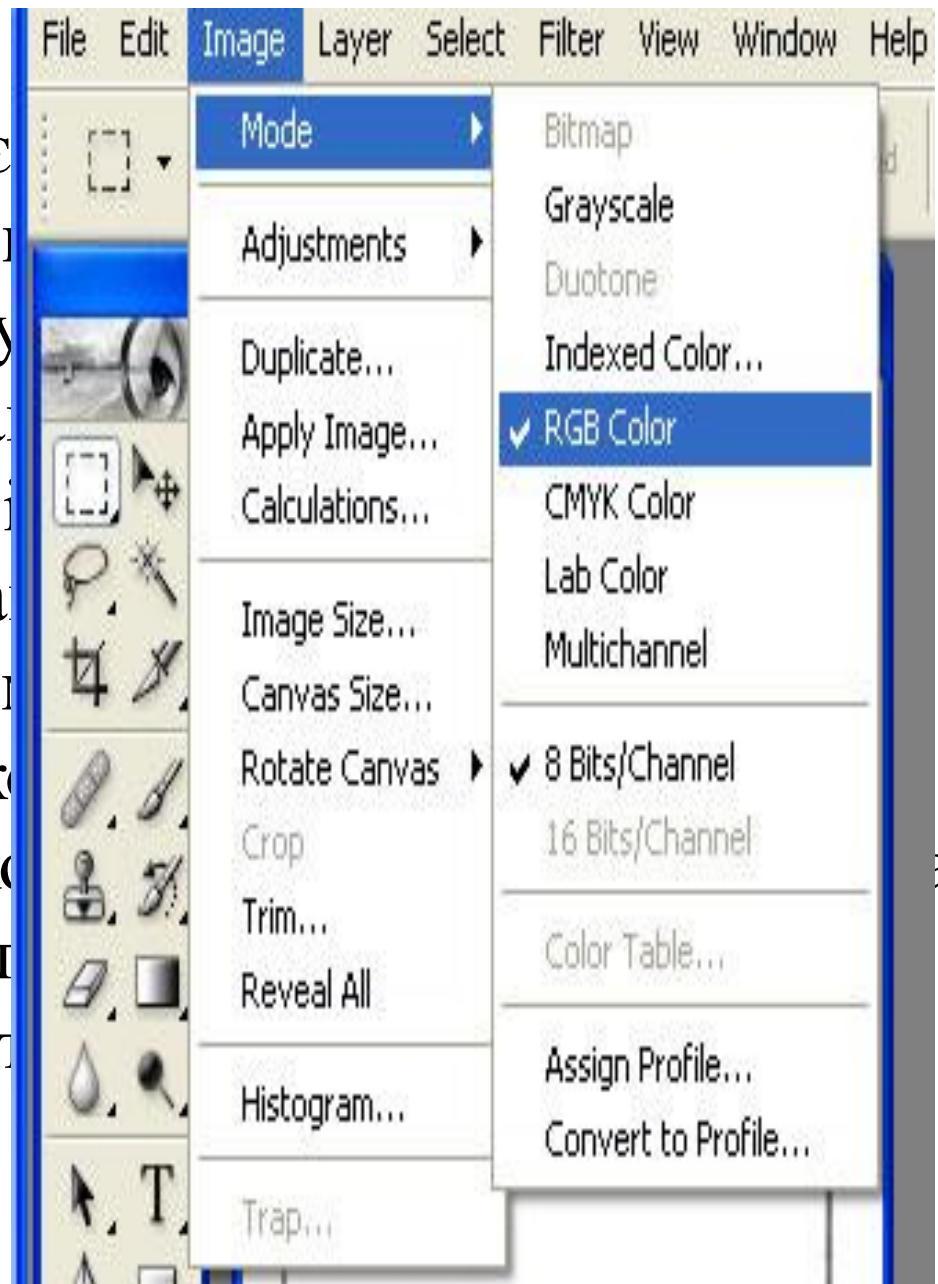 File Edit Image Layer Select Filter View Window Help
Mode
Adjustments
Duplicate...
Apply Image...
Calculations...
Image Size...
Canvas Size...
Rotate Canvas
Crop
Trim...
Reveal All
Histogram...
Trap...
Bitmap
Grayscale
Duotone
Indexed Color...
RGB Color
CMYK Color
Lab Color
Multichannel
8 Bits/Channel
16 Bits/Channel
Color Table...
Assign Profile...
Convert to Profile...